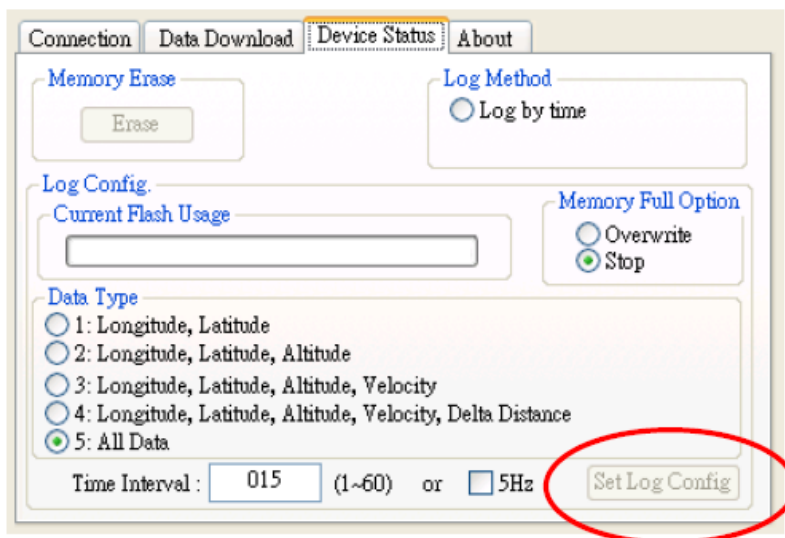 Connection Data Download Device Status About
Memory Erase
Erase
Log Method
Log by time
Log Config.
Current Flash Usage
Memory Full Option
Overwrite
Stop
Data Type
1: Longitude, Latitude
2: Longitude, Latitude, Altitude
3: Longitude, Latitude, Altitude, Velocity
4: Longitude, Latitude, Altitude, Velocity, Delta Distance
5: All Data
Time Interval : 015 (1~60) or 5Hz Set Log Config